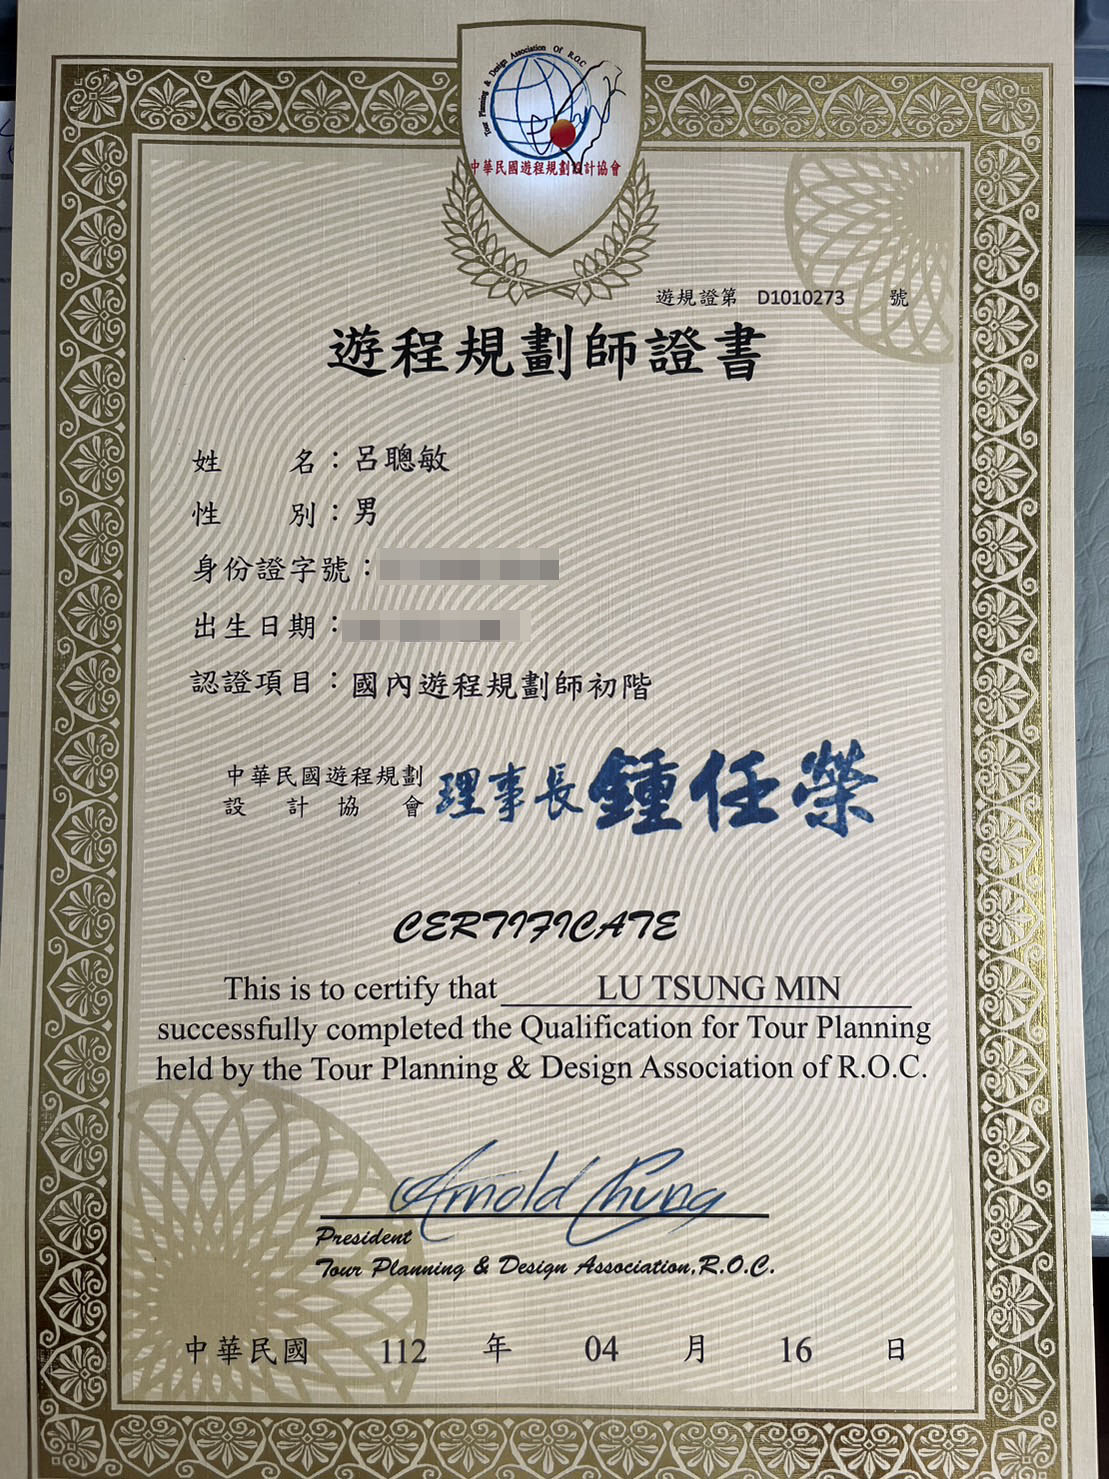 Tour Planning & Design Association Of R.O.C
中華民國遊程規劃設計協會
遊規證第 D1010273 號
遊程規劃師證書
姓 名：呂聰敏
性 別：男
身份證字號：
出生日期：
認證項目：國內遊程規劃師初階
中華民國遊程規劃
設計協會
理事長 鍾任榮
CERTIFICATE
This is to certify that LU TSUNG MIN
successfully completed the Qualification for Tour Planning
held by the Tour Planning & Design Association of R.O.C.
Arnold Chung
President
Tour Planning & Design Association,R.O.C.
中華民國 112 年 04 月 16 日